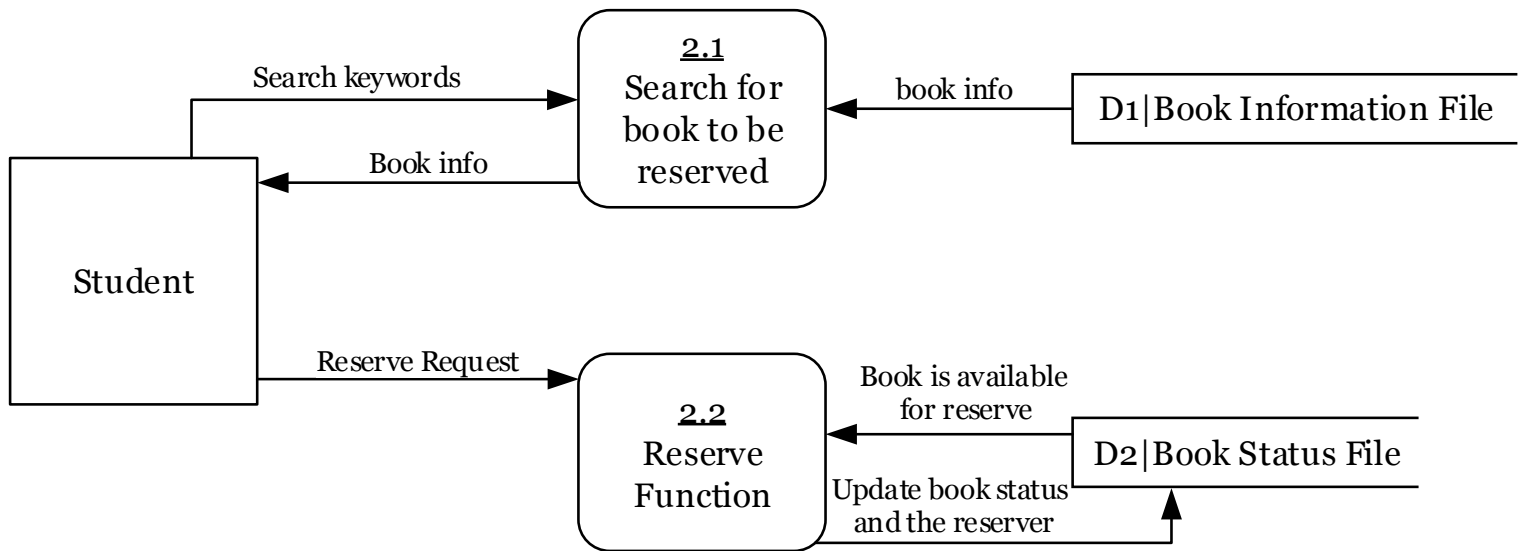 2.1
Search for
book to be
reserved
Search keywords
book info
D1|Book Information File
Book info
Student
Reserve Request
2.2
Reserve
Function
Book is available
for reserve
D2|Book Status File
Update book status
and the reserver